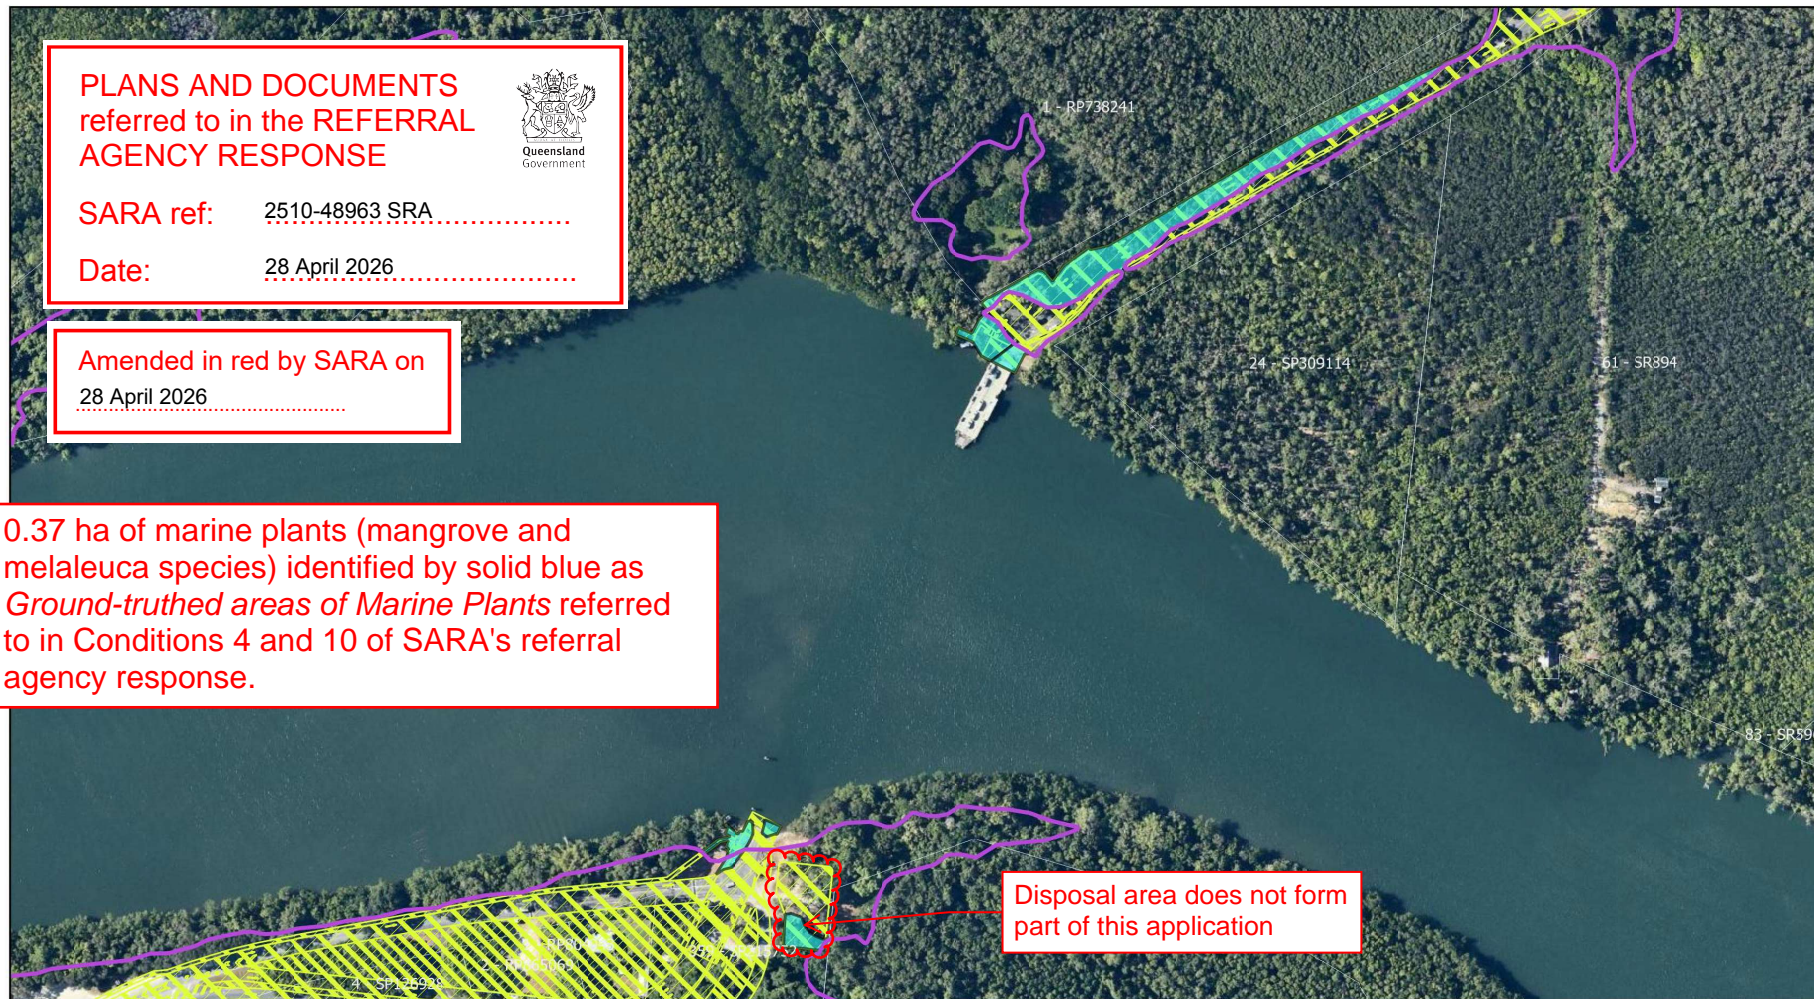 PLANS AND DOCUMENTS
referred to in the REFERRAL
AGENCY RESPONSE
Queensland
Government
SARA ref: 2510-48963 SRA
Date: 28 April 2026
Amended in red by SARA on
28 April 2026
0.37 ha of marine plants (mangrove and
melaleuca species) identified by solid blue as
Ground-truthed areas of Marine Plants referred
to in Conditions 4 and 10 of SARA's referral
agency response.
1 - RP738241
24 - SP309114
61 - SR894
Disposal area does not form
part of this application
4 - SP126928